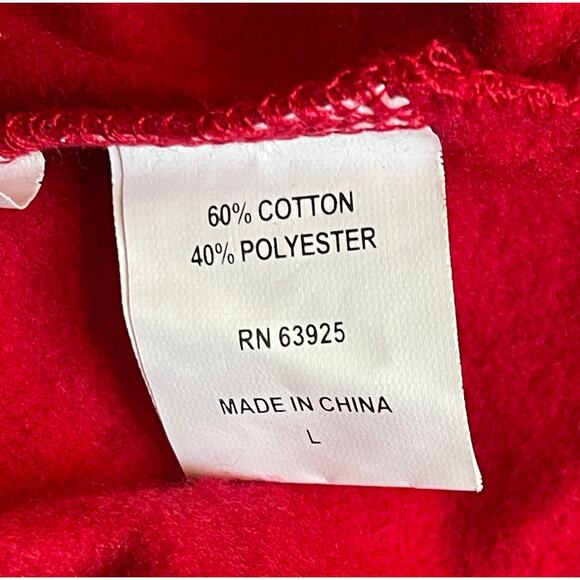 60% COTTON
40% POLYESTER
RN 63925
MADE IN CHINA
L